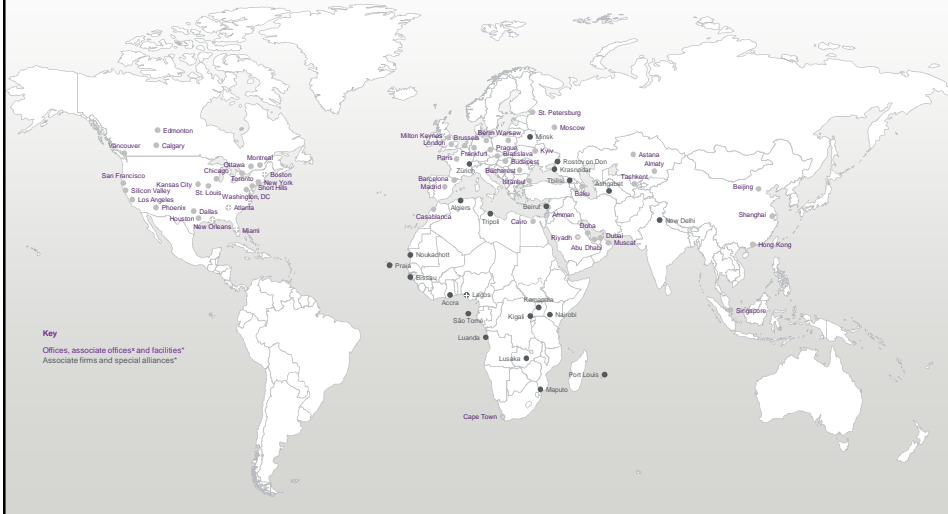 St. Petersburg
Moscow
Edmonton
Milton Keynes
Brussels
Berlin
Warsaw
Minsk
London
Vancouver
Calgary
Prague
Kyiv
Frankfurt
Bratislava
Astana
Montreal
Paris
Budapest
Rostov on Don
Almaty
Ottawa
Zürich
Bucharest
Krasnodar
Chicago
Toronto
Boston
San Francisco
Kansas City
New York
Barcelona
Istanbul
Tbilisi
Tashkent
Silicon Valley
St. Louis
Short Hills
Madrid
Baku
Ashgabat
Beijing
Washington, DC
Los Angeles
Algiers
Beirut
Phoenix
Dallas
Atlanta
Casablanca
Tripoli
Cairo
Amman
Shanghai
Houston
New Delhi
New Orleans
Miami
Doha
Riyadh
Dubai
Abu Dhabi
Muscat
Hong Kong
Noukachott
Praia
Bissau
Lagos
Accra
Kampala
São Tomé
Kigali
Nairobi
Singapore
Luanda
Lusaka
Port Louis
Maputo
Cape Town
Key
Offices, associate offices* and facilities*
Associate firms and special alliances*